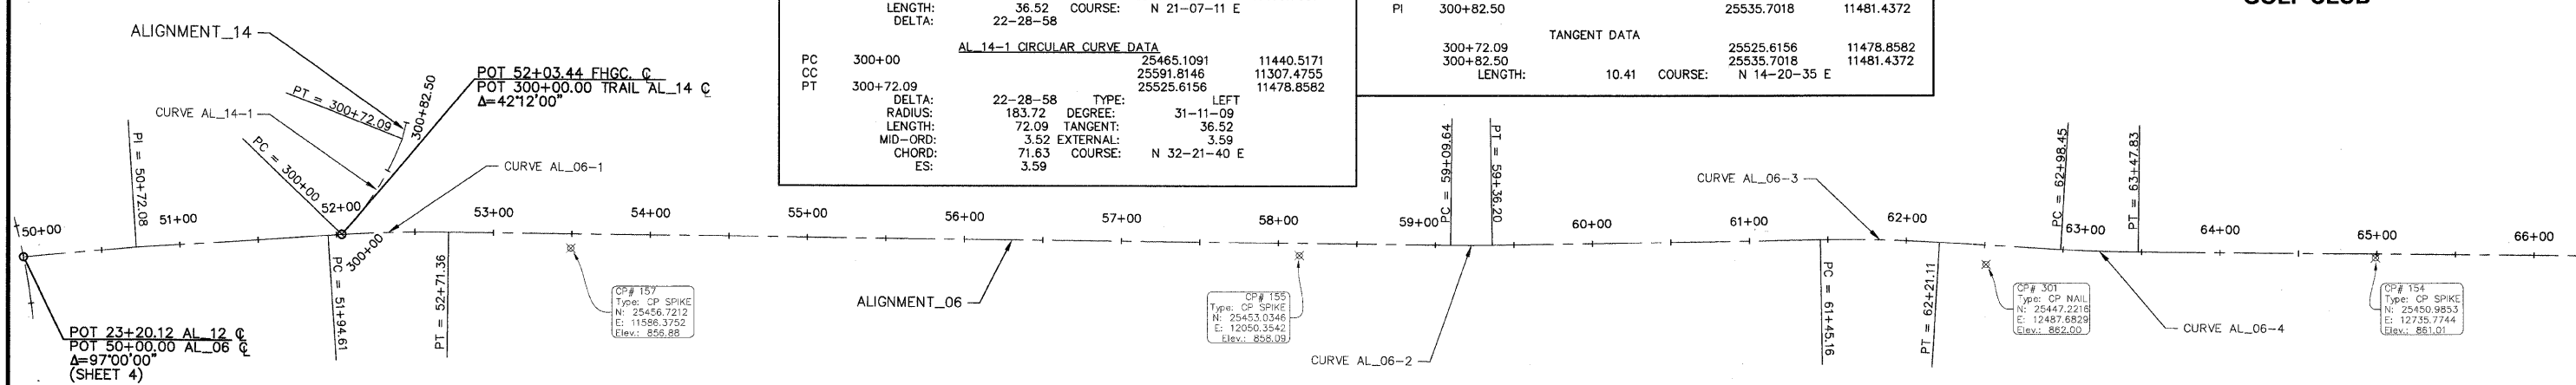 LENGTH: 36.52 COURSE: N 21-07-11 E
DELTA: 22-28-58
AL_14-1 CIRCULAR CURVE DATA
PC 300+00 25465.1091 11440.5171
CC 25591.8146 11307.4755
PT 300+72.09 25525.6156 11478.8582
DELTA: 22-28-58 TYPE: LEFT
RADIUS: 183.72 DEGREE: 31-11-09
LENGTH: 72.09 TANGENT: 36.52
MID-ORD: 3.52 EXTERNAL: 3.59
CHORD: 71.63 COURSE: N 32-21-40 E
ES: 3.59
PI 300+82.50 25535.7018 11481.4372
TANGENT DATA
300+72.09 25525.6156 11478.8582
300+82.50 25535.7018 11481.4372
LENGTH: 10.41 COURSE: N 14-20-35 E
GOLF CLUB
ALIGNMENT_14
POT 52+03.44 FHGC. ℄
POT 300+00.00 TRAIL AL_14 ℄
Δ=42°12'00"
PT = 300+72.09
300+82.50
CURVE AL_14-1
PC = 300+00
CURVE AL_06-1
PI = 50+72.08
PC = 59+09.64
PT = 59+36.20
CURVE AL_06-3
PC = 62+98.45
PT = 63+47.83
50+00
51+00
52+00
53+00
54+00
55+00
56+00
57+00
58+00
59+00
60+00
61+00
62+00
63+00
64+00
65+00
66+00
300+00
PC = 51+94.61
PT = 52+71.36
PC = 61+45.16
PT = 62+21.11
CP# 157
Type: CP SPIKE
N: 25456.7212
E: 11586.3752
Elev.: 856.88
ALIGNMENT_06
CP# 155
Type: CP SPIKE
N: 25453.0346
E: 12050.3542
Elev.: 858.09
CURVE AL_06-2
CP# 301
Type: CP NAIL
N: 25447.2216
E: 12487.6829
Elev.: 862.00
CURVE AL_06-4
CP# 154
Type: CP SPIKE
N: 25450.9853
E: 12735.7744
Elev.: 861.01
POT 23+20.12 AL_12 ℄
POT 50+00.00 AL_06 ℄
Δ=97°00'00"
(SHEET 4)